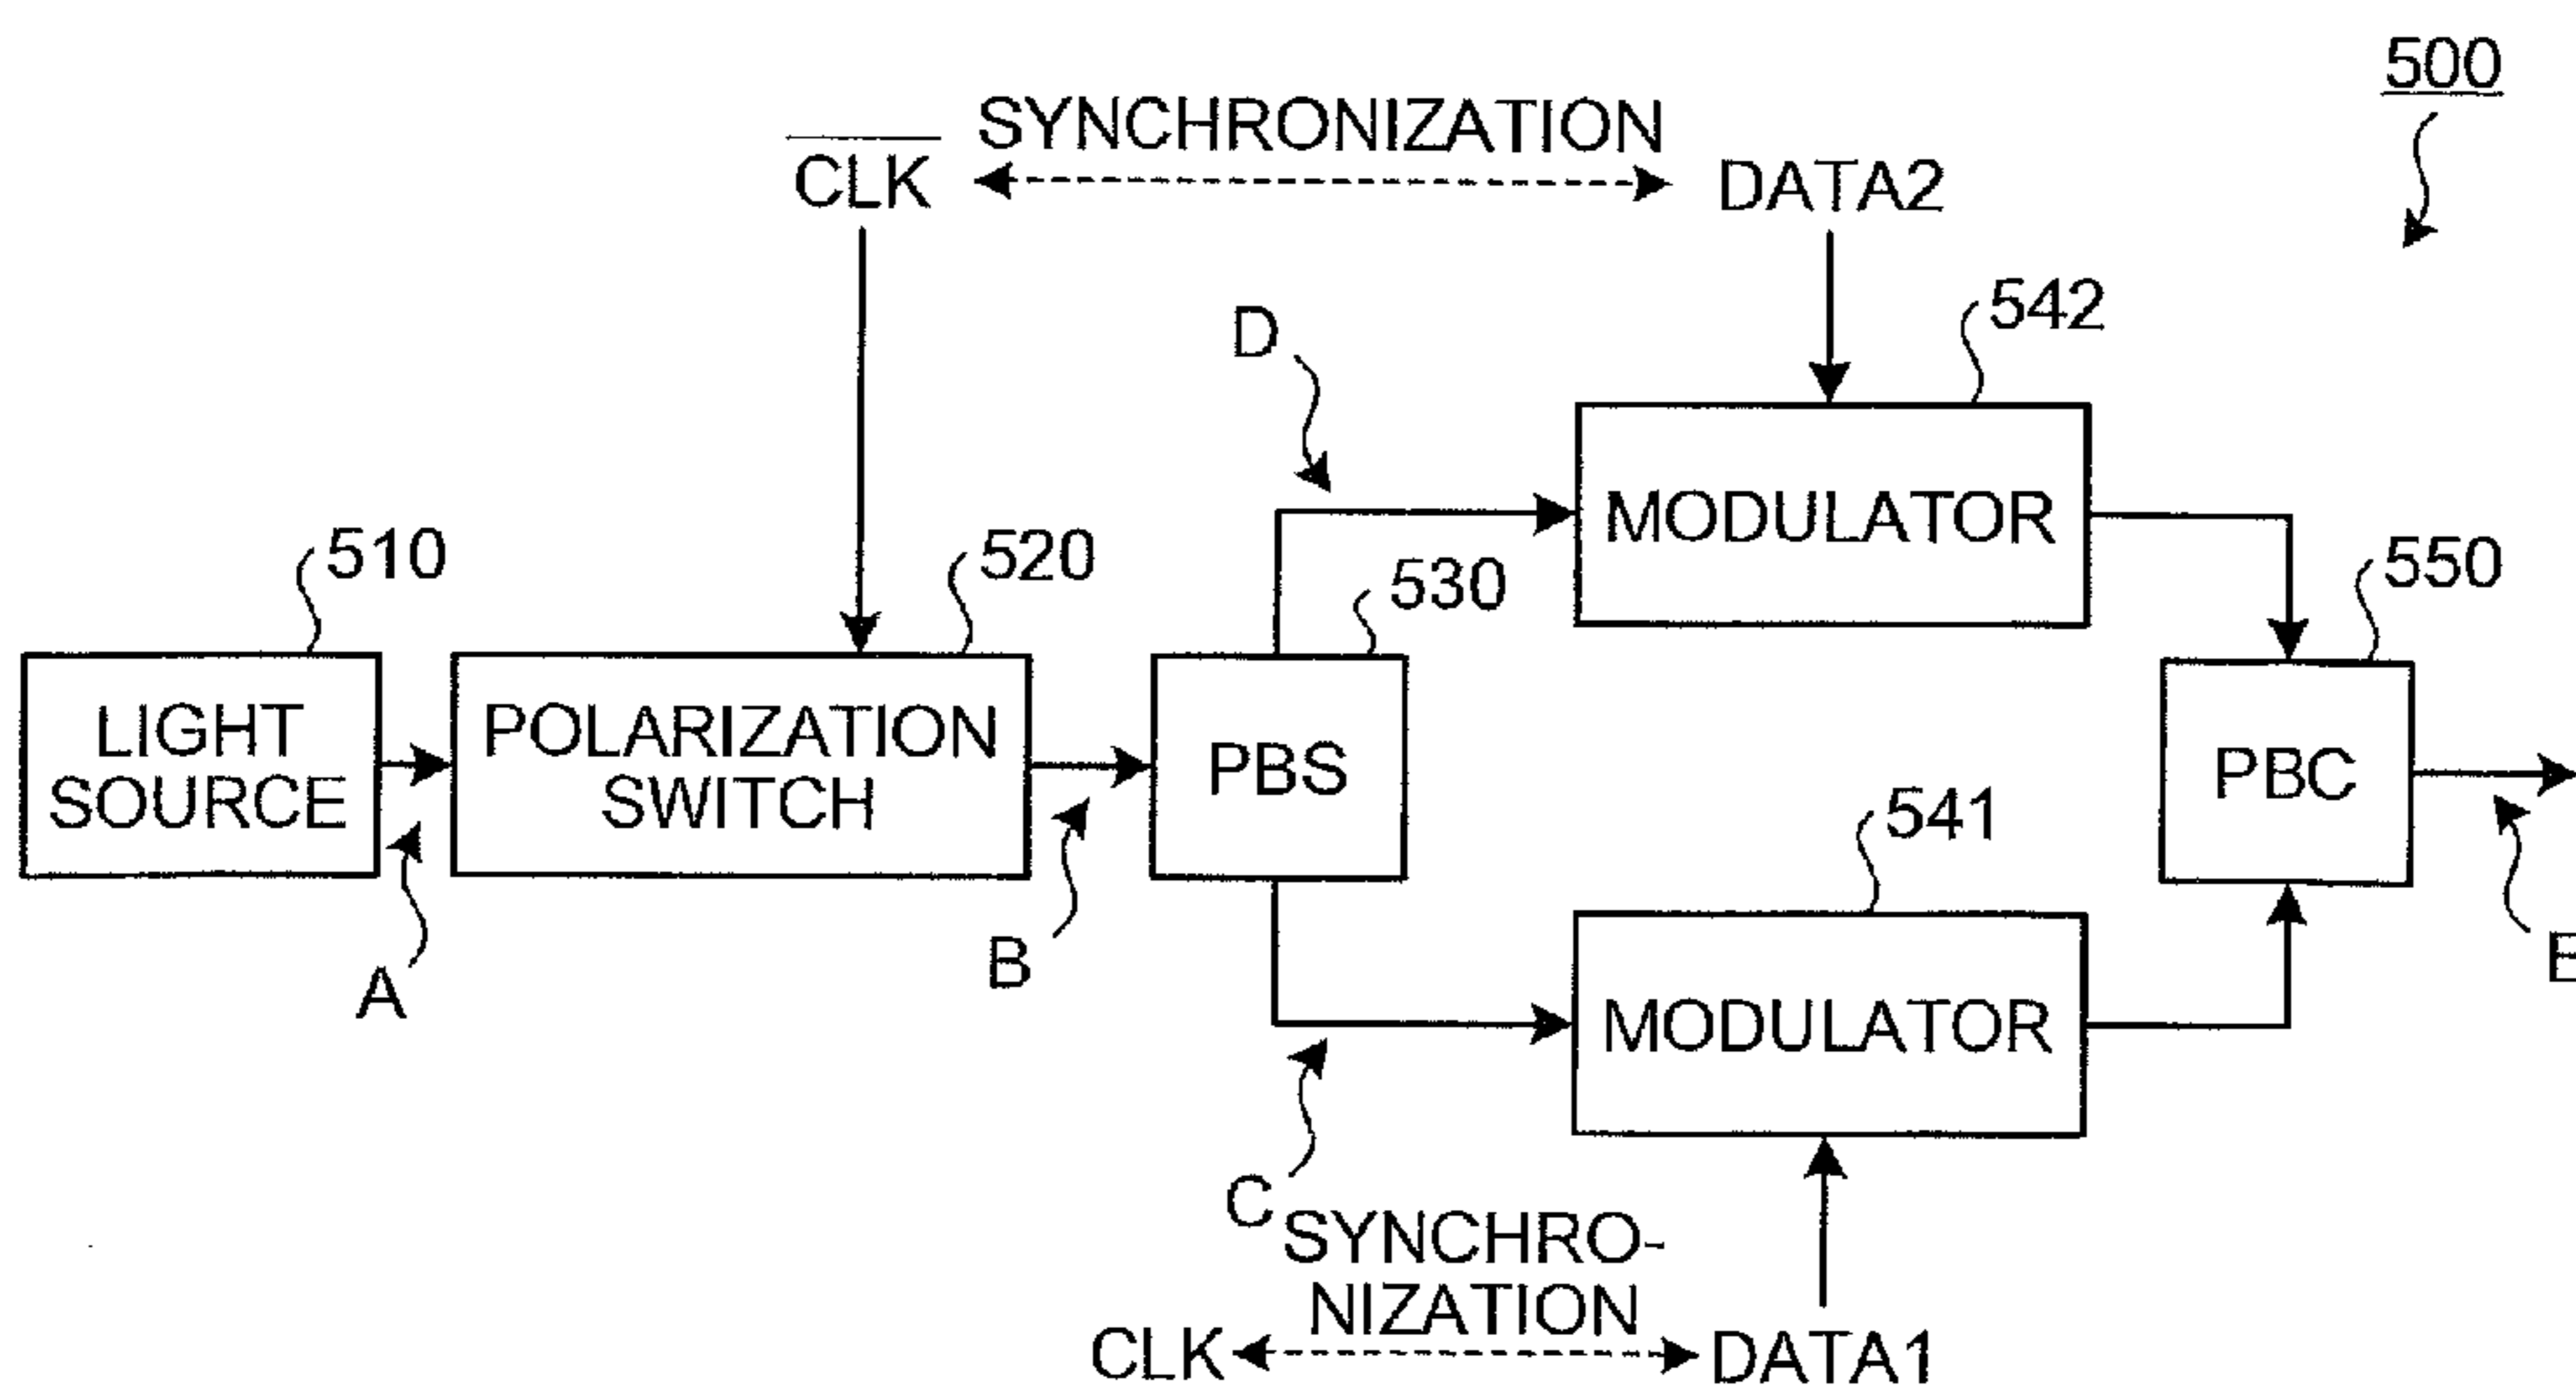 500
SYNCHRONIZATION
CLK
DATA2
542
D
510
520
530
550
MODULATOR
LIGHT
SOURCE
POLARIZATION
SWITCH
PBS
PBC
541
A
B
E
MODULATOR
C
SYNCHRO-
NIZATION
CLK
DATA1